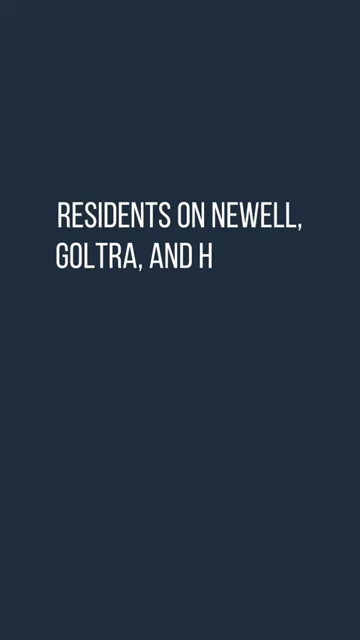 RESIDENTS ON NEWELL,
GOLTRA, AND H